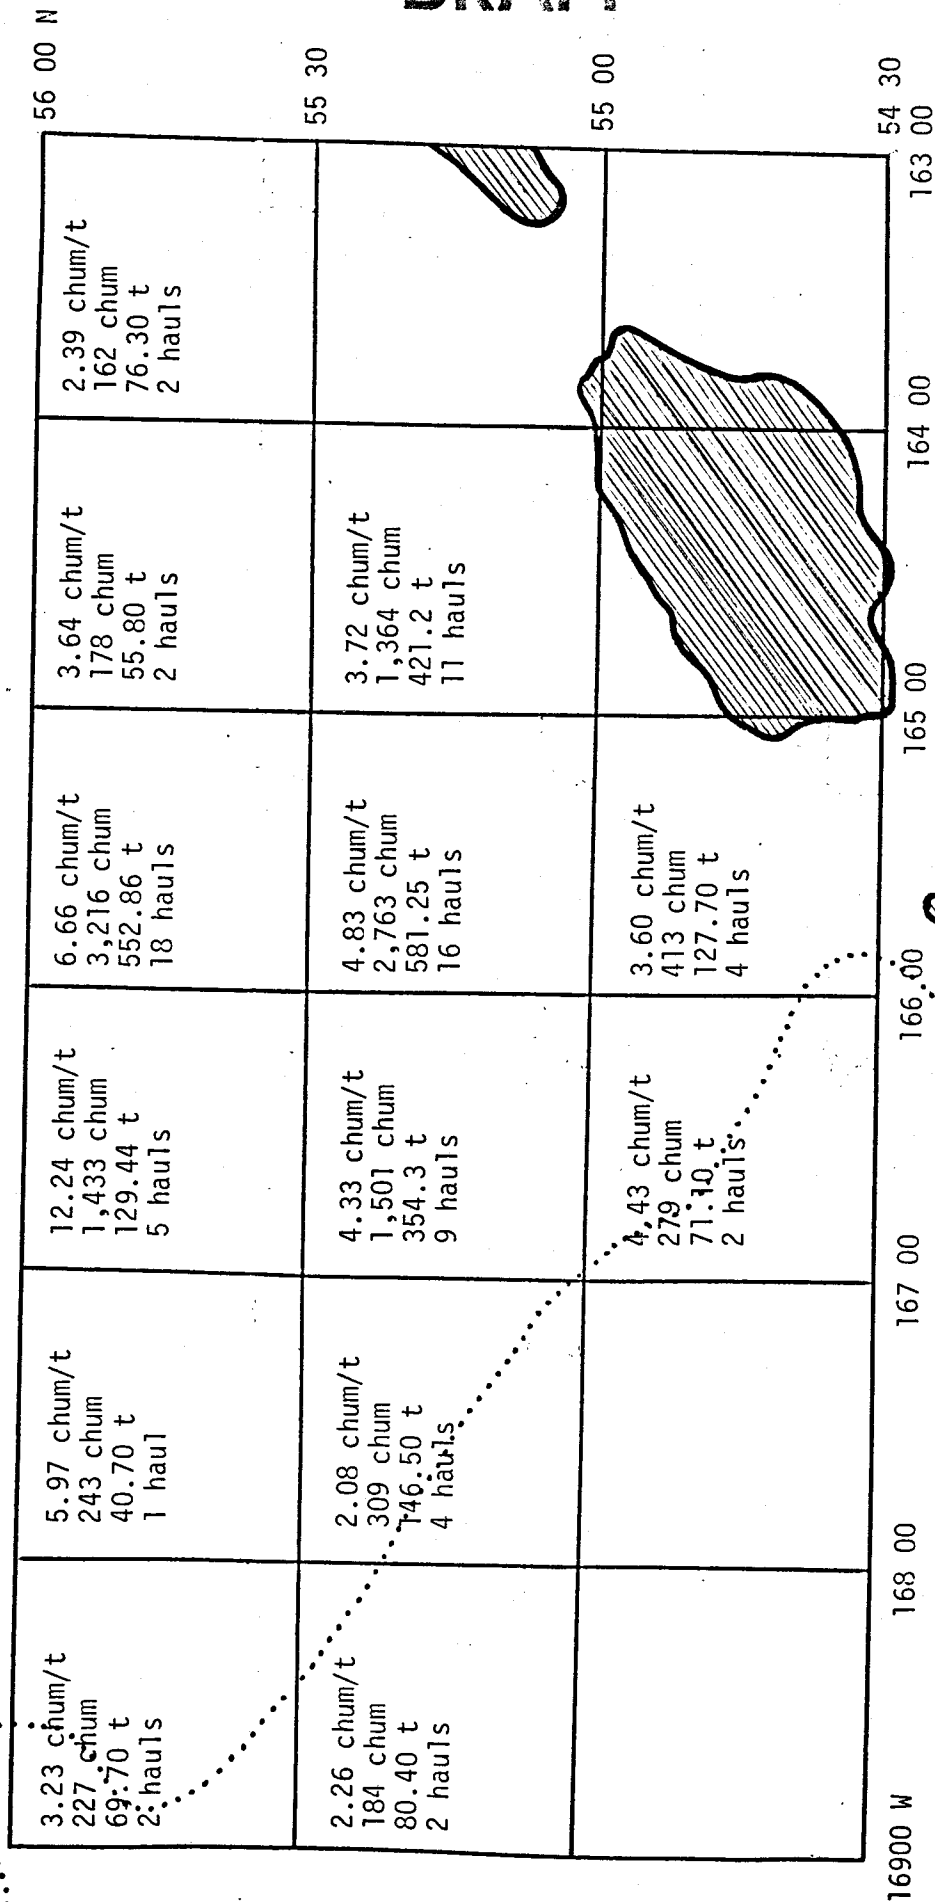 56 00 N
3.23 chum/t
227 chum
69.70 t
2 hauls
5.97 chum/t
243 chum
40.70 t
1 haul
12.24 chum/t
1,433 chum
129.44 t
5 hauls
6.66 chum/t
3,216 chum
552.86 t
18 hauls
3.64 chum/t
178 chum
55.80 t
2 hauls
2.39 chum/t
162 chum
76.30 t
2 hauls
55 30
2.26 chum/t
184 chum
80.40 t
2 hauls
2.08 chum/t
309 chum
146.50 t
4 hauls
4.33 chum/t
1,501 chum
354.3 t
9 hauls
4.83 chum/t
2,763 chum
581.25 t
16 hauls
3.72 chum/t
1,364 chum
421.2 t
11 hauls
55 00
4.43 chum/t
279 chum
71.10 t
2 hauls
3.60 chum/t
413 chum
127.70 t
4 hauls
54 30
16900 W
168 00
167 00
166 00
165 00
164 00
163 00